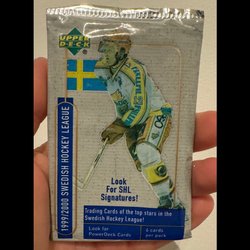 UPPER
DECK
1999/2000 SWEDISH HOCKEY LEAGUE
Look
For SHL
Signatures!
Trading Cards of the top stars in the
Swedish Hockey League!
Look for
PowerDeck Cards
6 cards
per pack